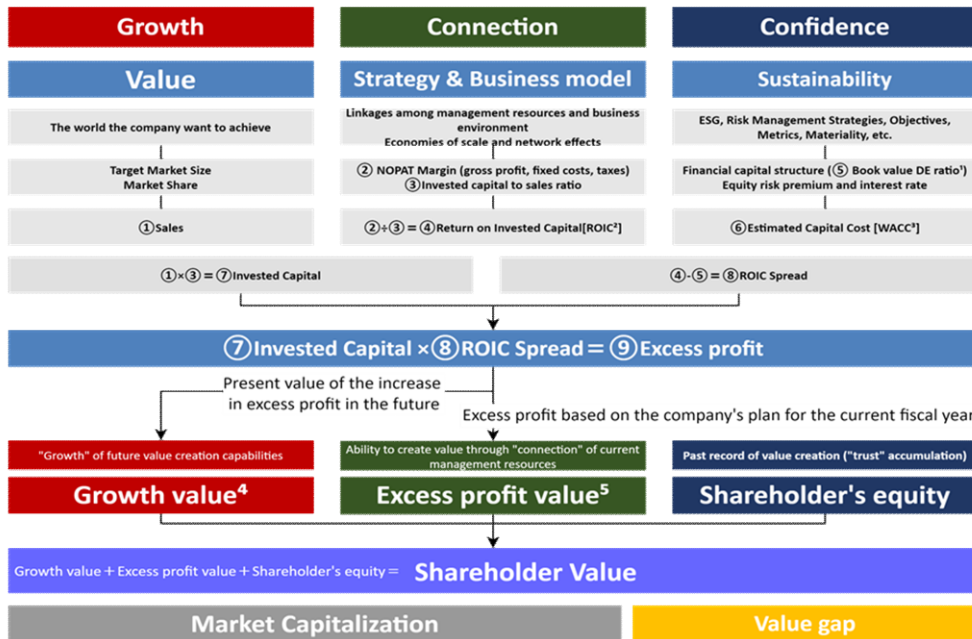 Growth
Connection
Confidence
Value
Strategy & Business model
Sustainability
The world the company want to achieve
Linkages among management resources and business
environment
Economies of scale and network effects
ESG, Risk Management Strategies, Objectives,
Metrics, Materiality, etc.
Target Market Size
Market Share
② NOPAT Margin (gross profit, fixed costs, taxes)
③Invested capital to sales ratio
Financial capital structure (⑤ Book value DE ratio¹)
Equity risk premium and interest rate
①Sales
②÷③＝④Return on Invested Capital[ROIC²]
⑥Estimated Capital Cost [WACC³]
①×③＝⑦Invested Capital
④-⑤＝⑧ROIC Spread
⑦Invested Capital ×⑧ROIC Spread＝⑨Excess profit
Present value of the increase
in excess profit in the future
Excess profit based on the company's plan for the current fiscal year
"Growth" of future value creation capabilities
Ability to create value through "connection" of current
management resources
Past record of value creation ("trust" accumulation)
Growth value⁴
Excess profit value⁵
Shareholder's equity
Growth value＋Excess profit value＋Shareholder's equity＝ Shareholder Value
Market Capitalization
Value gap